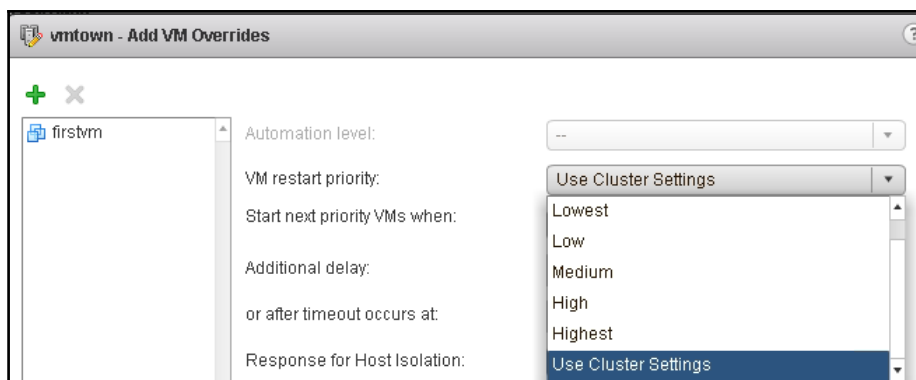 vmtown - Add VM Overrides
?
firstvm
Automation level:
--
VM restart priority:
Use Cluster Settings
Lowest
Start next priority VMs when:
Low
Additional delay:
Medium
or after timeout occurs at:
High
Highest
Response for Host Isolation:
Use Cluster Settings